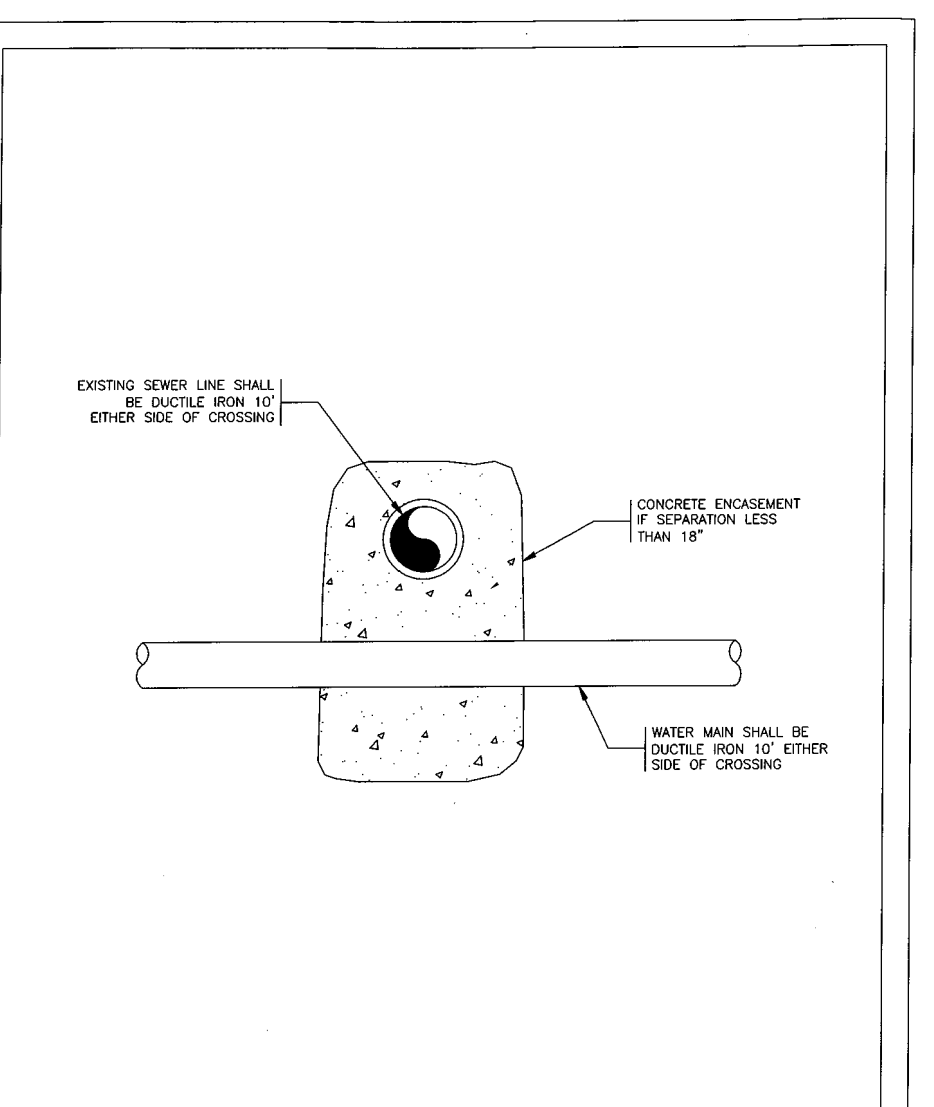 EXISTING SEWER LINE SHALL
BE DUCTILE IRON 10'
EITHER SIDE OF CROSSING
CONCRETE ENCASEMENT
IF SEPARATION LESS
THAN 18"
WATER MAIN SHALL BE
DUCTILE IRON 10' EITHER
SIDE OF CROSSING